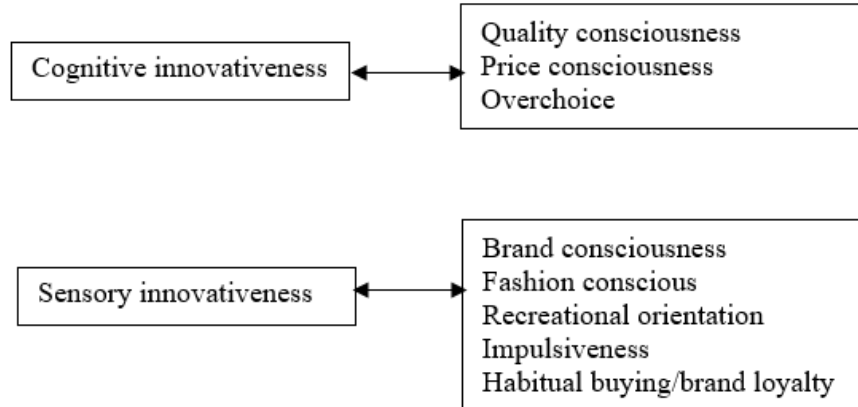 Cognitive innovativeness
Quality consciousness
Price consciousness
Overchoice
Sensory innovativeness
Brand consciousness
Fashion conscious
Recreational orientation
Impulsiveness
Habitual buying/brand loyalty